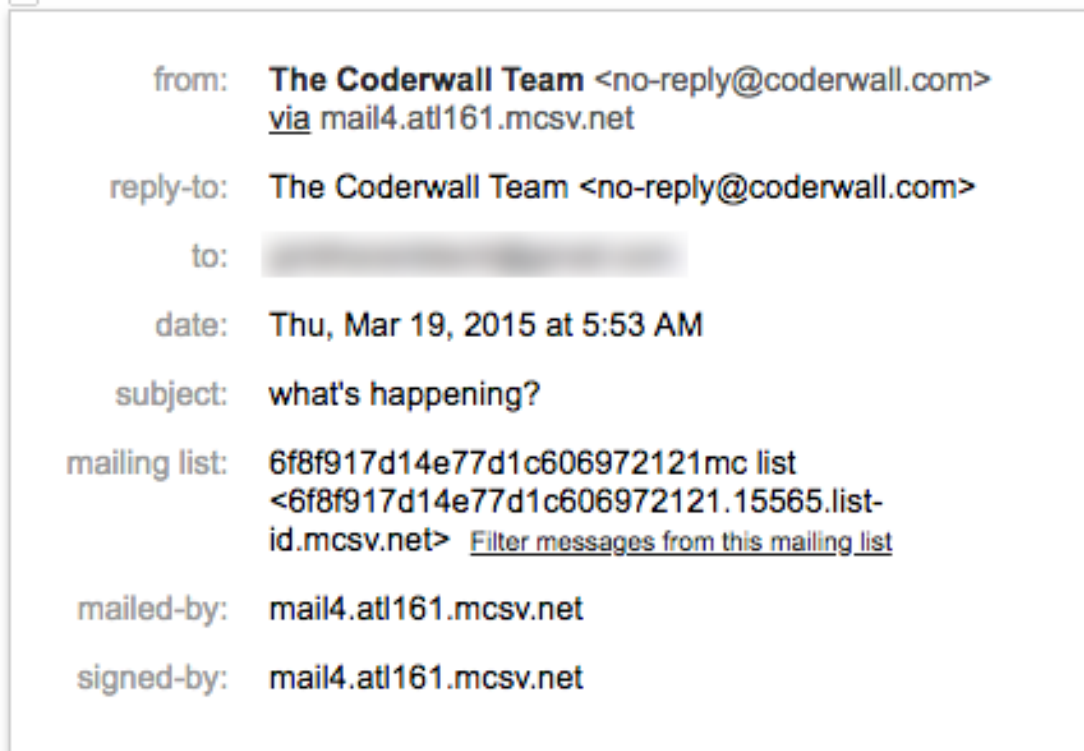 from: The Coderwall Team <no-reply@coderwall.com>
via mail4.atl161.mcsv.net
reply-to: The Coderwall Team <no-reply@coderwall.com>
to:
date: Thu, Mar 19, 2015 at 5:53 AM
subject: what's happening?
mailing list: 6f8f917d14e77d1c606972121mc list
<6f8f917d14e77d1c606972121.15565.list-
id.mcsv.net> Filter messages from this mailing list
mailed-by: mail4.atl161.mcsv.net
signed-by: mail4.atl161.mcsv.net